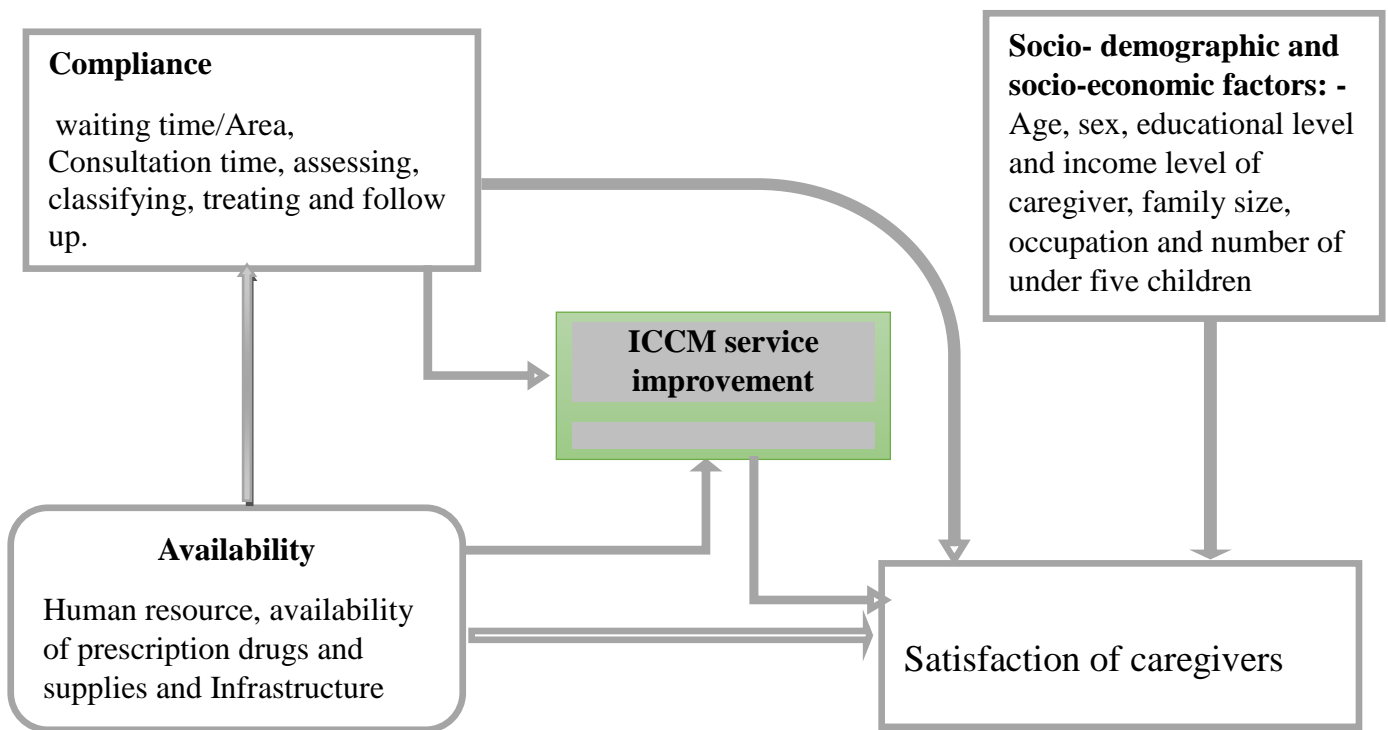 Compliance
waiting time/Area,
Consultation time, assessing,
classifying, treating and follow
up.
Socio- demographic and
socio-economic factors: -
Age, sex, educational level
and income level of
caregiver, family size,
occupation and number of
under five children
ICCM service
improvement
Availability
Human resource, availability
of prescription drugs and
supplies and Infrastructure
Satisfaction of caregivers